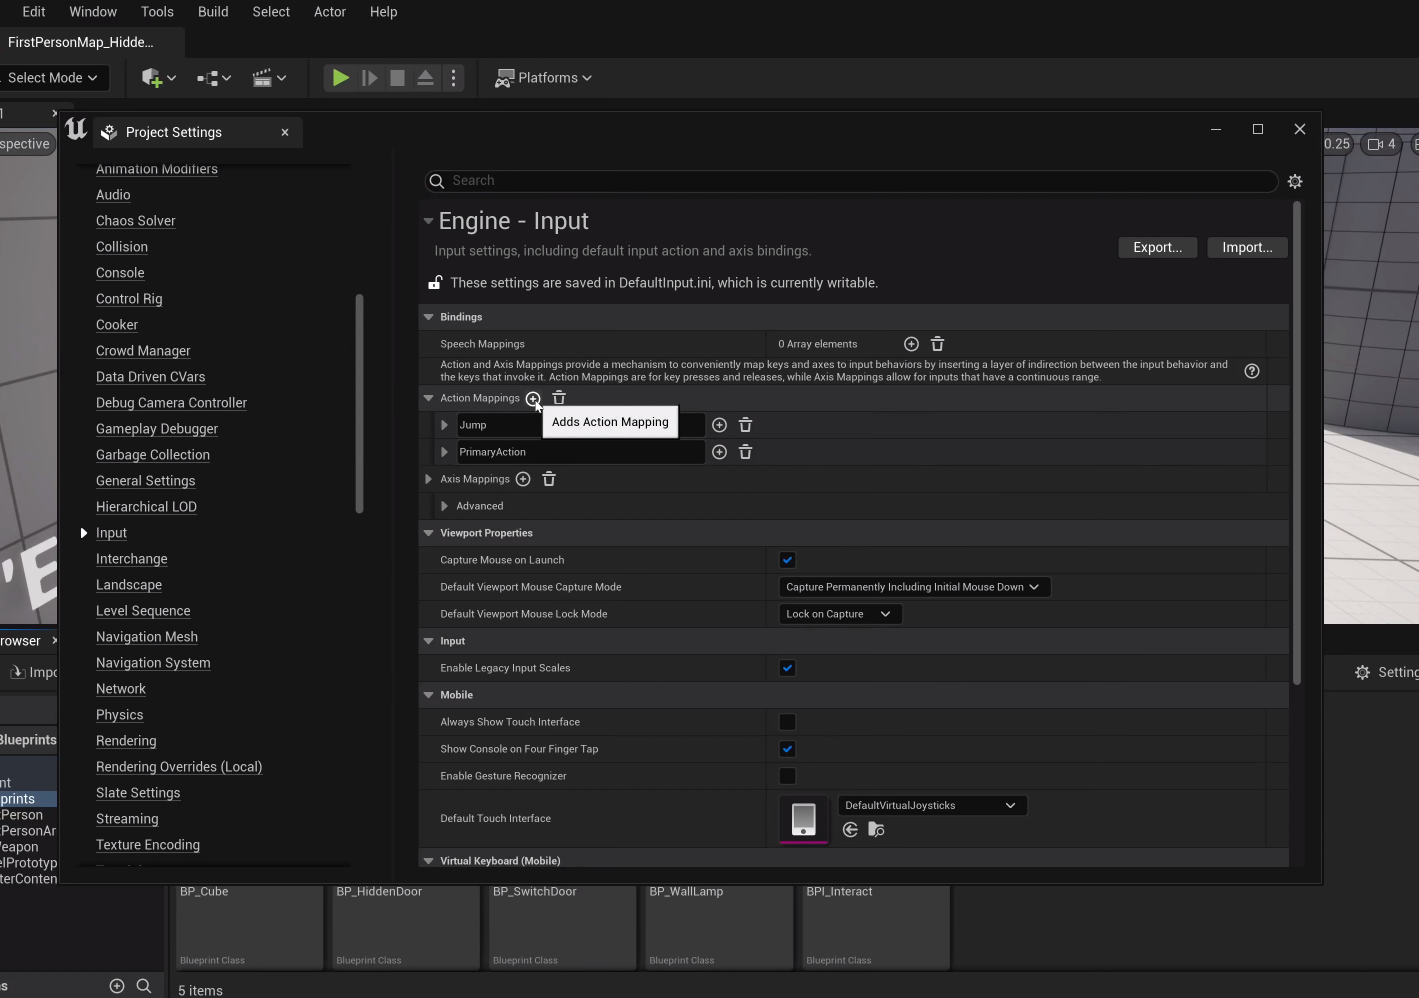 Edit Window Tools Build Select Actor Help
FirstPersonMap_Hidde...
Select Mode
Platforms
Project Settings
spective
0.25
4
Animation Modifiers
Audio
Chaos Solver
Collision
Console
Control Rig
Cooker
Crowd Manager
Data Driven CVars
Debug Camera Controller
Gameplay Debugger
Garbage Collection
General Settings
Hierarchical LOD
Input
Interchange
Landscape
Level Sequence
Navigation Mesh
Navigation System
Network
Physics
Rendering
Rendering Overrides (Local)
Slate Settings
Streaming
Texture Encoding
Search
Engine - Input
Input settings, including default input action and axis bindings.
Export... Import...
These settings are saved in DefaultInput.ini, which is currently writable.
Bindings
Speech Mappings 0 Array elements
Action and Axis Mappings provide a mechanism to conveniently map keys and axes to input behaviors by inserting a layer of indirection between the input behavior and
the keys that invoke it. Action Mappings are for key presses and releases, while Axis Mappings allow for inputs that have a continuous range.
Action Mappings
Adds Action Mapping
Jump
PrimaryAction
Axis Mappings
Advanced
Viewport Properties
Capture Mouse on Launch
Default Viewport Mouse Capture Mode Capture Permanently Including Initial Mouse Down
Default Viewport Mouse Lock Mode Lock on Capture
Input
Enable Legacy Input Scales
Mobile
Always Show Touch Interface
Show Console on Four Finger Tap
Enable Gesture Recognizer
Default Touch Interface DefaultVirtualJoysticks
Virtual Keyboard (Mobile)
'E
rowser
Impo
Setting
Blueprints
nt
prints
tPerson
tPersonAr
Weapon
elPrototyp
terConten
BP_Cube BP_HiddenDoor BP_SwitchDoor BP_WallLamp BPI_Interact
Blueprint Class Blueprint Class Blueprint Class Blueprint Class Blueprint Class
s
5 items